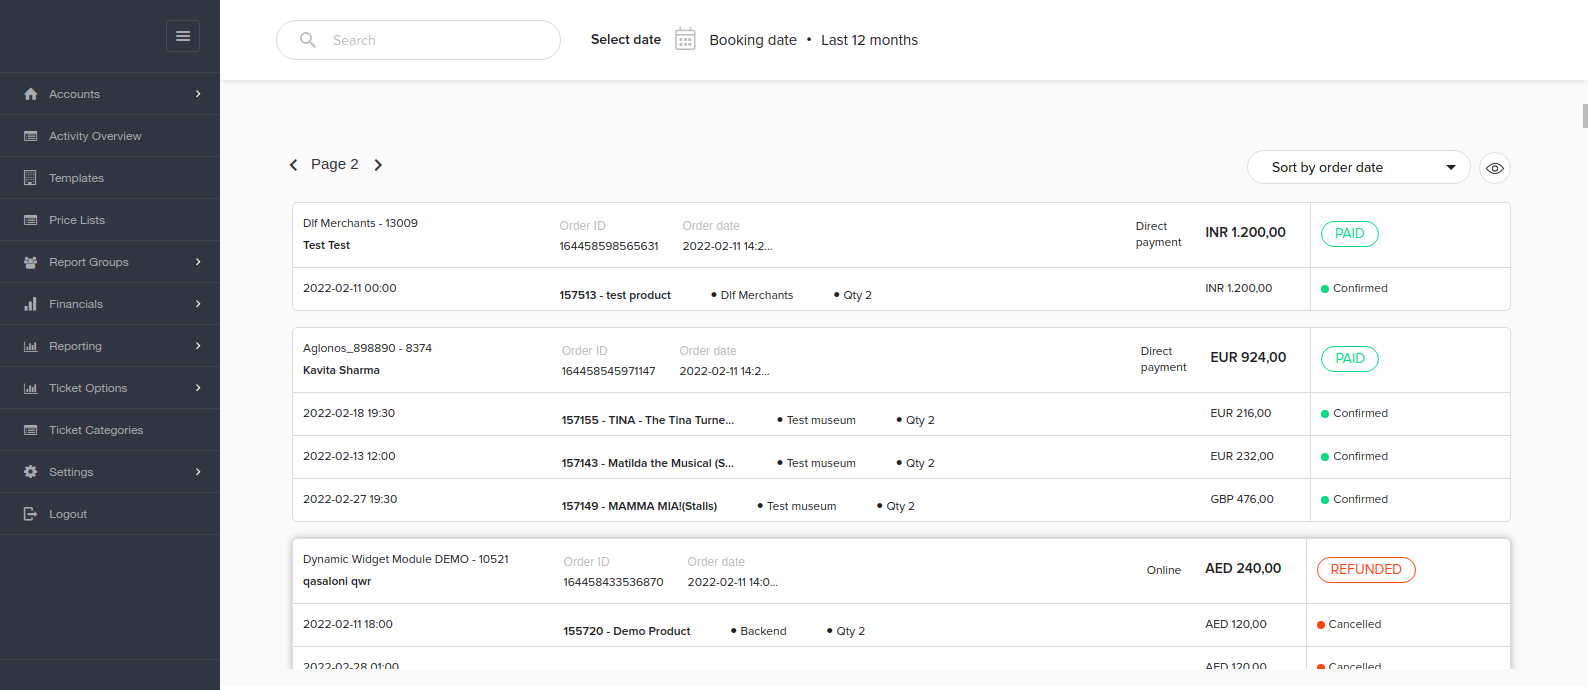 Search
Select date Booking date • Last 12 months
Accounts
Activity Overview
Templates
Price Lists
Report Groups
Financials
Reporting
Ticket Options
Ticket Categories
Settings
Logout
Page 2
Sort by order date
Dlf Merchants - 13009 Order ID Order date Direct payment INR 1.200,00 PAID
Test Test 164458598565631 2022-02-11 14:2...
2022-02-11 00:00 157513 - test product • Dlf Merchants • Qty 2 INR 1.200,00 Confirmed
Aglonos_898890 - 8374 Order ID Order date Direct payment EUR 924,00 PAID
Kavita Sharma 164458545971147 2022-02-11 14:2...
2022-02-18 19:30 157155 - TINA - The Tina Turne... • Test museum • Qty 2 EUR 216,00 Confirmed
2022-02-13 12:00 157143 - Matilda the Musical (S... • Test museum • Qty 2 EUR 232,00 Confirmed
2022-02-27 19:30 157149 - MAMMA MIA!(Stalls) • Test museum • Qty 2 GBP 476,00 Confirmed
Dynamic Widget Module DEMO - 10521 Order ID Order date Online AED 240,00 REFUNDED
qasaloni qwr 164458433536870 2022-02-11 14:0...
2022-02-11 18:00 155720 - Demo Product • Backend • Qty 2 AED 120,00 Cancelled
2022-02-28 01:00 AED 120,00 Cancelled